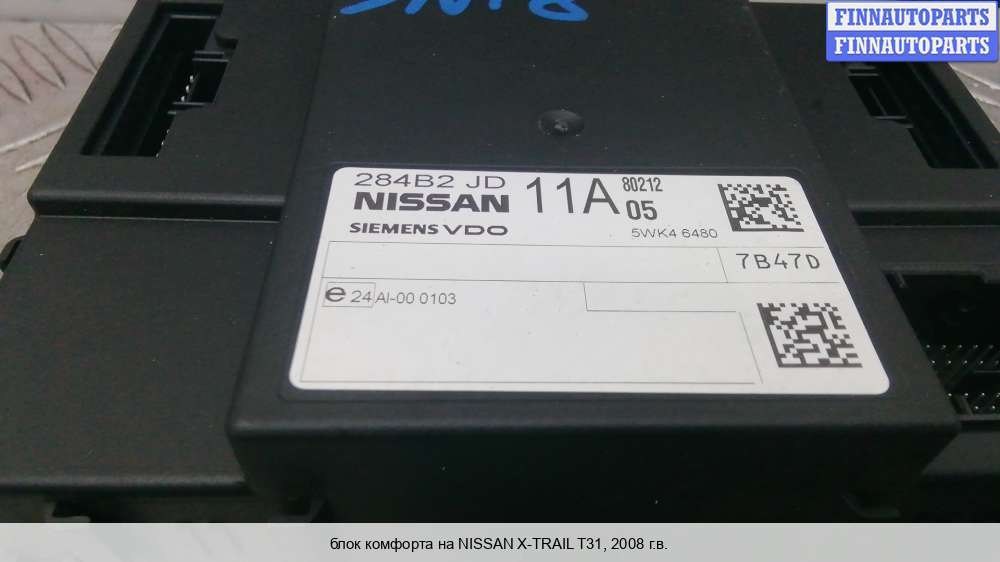 FINNAUTOPARTS
FINNAUTOPARTS
284B2 JD 11A 80212
NISSAN 05
SIEMENS VDO 5WK4 6480
7B47D
e 24 AI-00 0103
блок комфорта на NISSAN X-TRAIL T31, 2008 г.в.